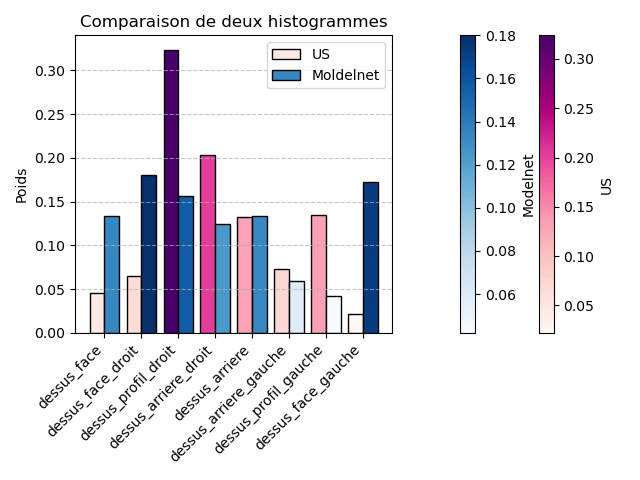 Comparaison de deux histogrammes
Poids
0.30
0.25
0.20
0.15
0.10
0.05
0.00
US
Moldelnet
dessus_face
dessus_face_droit
dessus_profil_droit
dessus_arriere_droit
dessus_arriere
dessus_arriere_gauche
dessus_profil_gauche
dessus_face_gauche
0.18
0.16
0.14
0.12
0.10
0.08
0.06
Modelnet
0.30
0.25
0.20
0.15
0.10
0.05
US